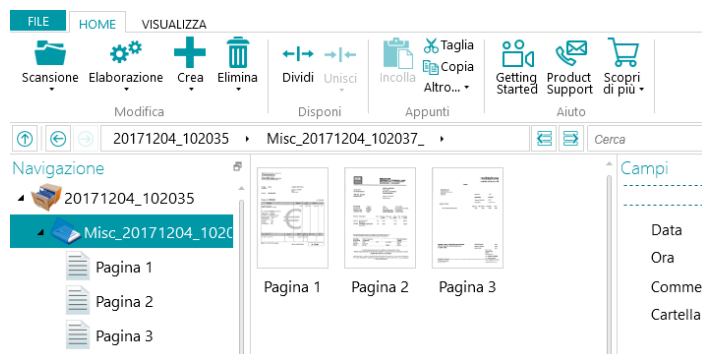 FILE HOME VISUALIZZA
Scansione Elaborazione Crea Elimina Dividi Unisci Incolla Taglia Copia Altro... Getting Started Product Support Scopri di più
Modifica Disponi Appunti Aiuto
20171204_102035 Misc_20171204_102037_ Cerca
Navigazione Campi
20171204_102035
Misc_20171204_102C Data
Ora
Pagina 1 Pagina 1 Pagina 2 Pagina 3 Comme
Pagina 2 Cartella
Pagina 3